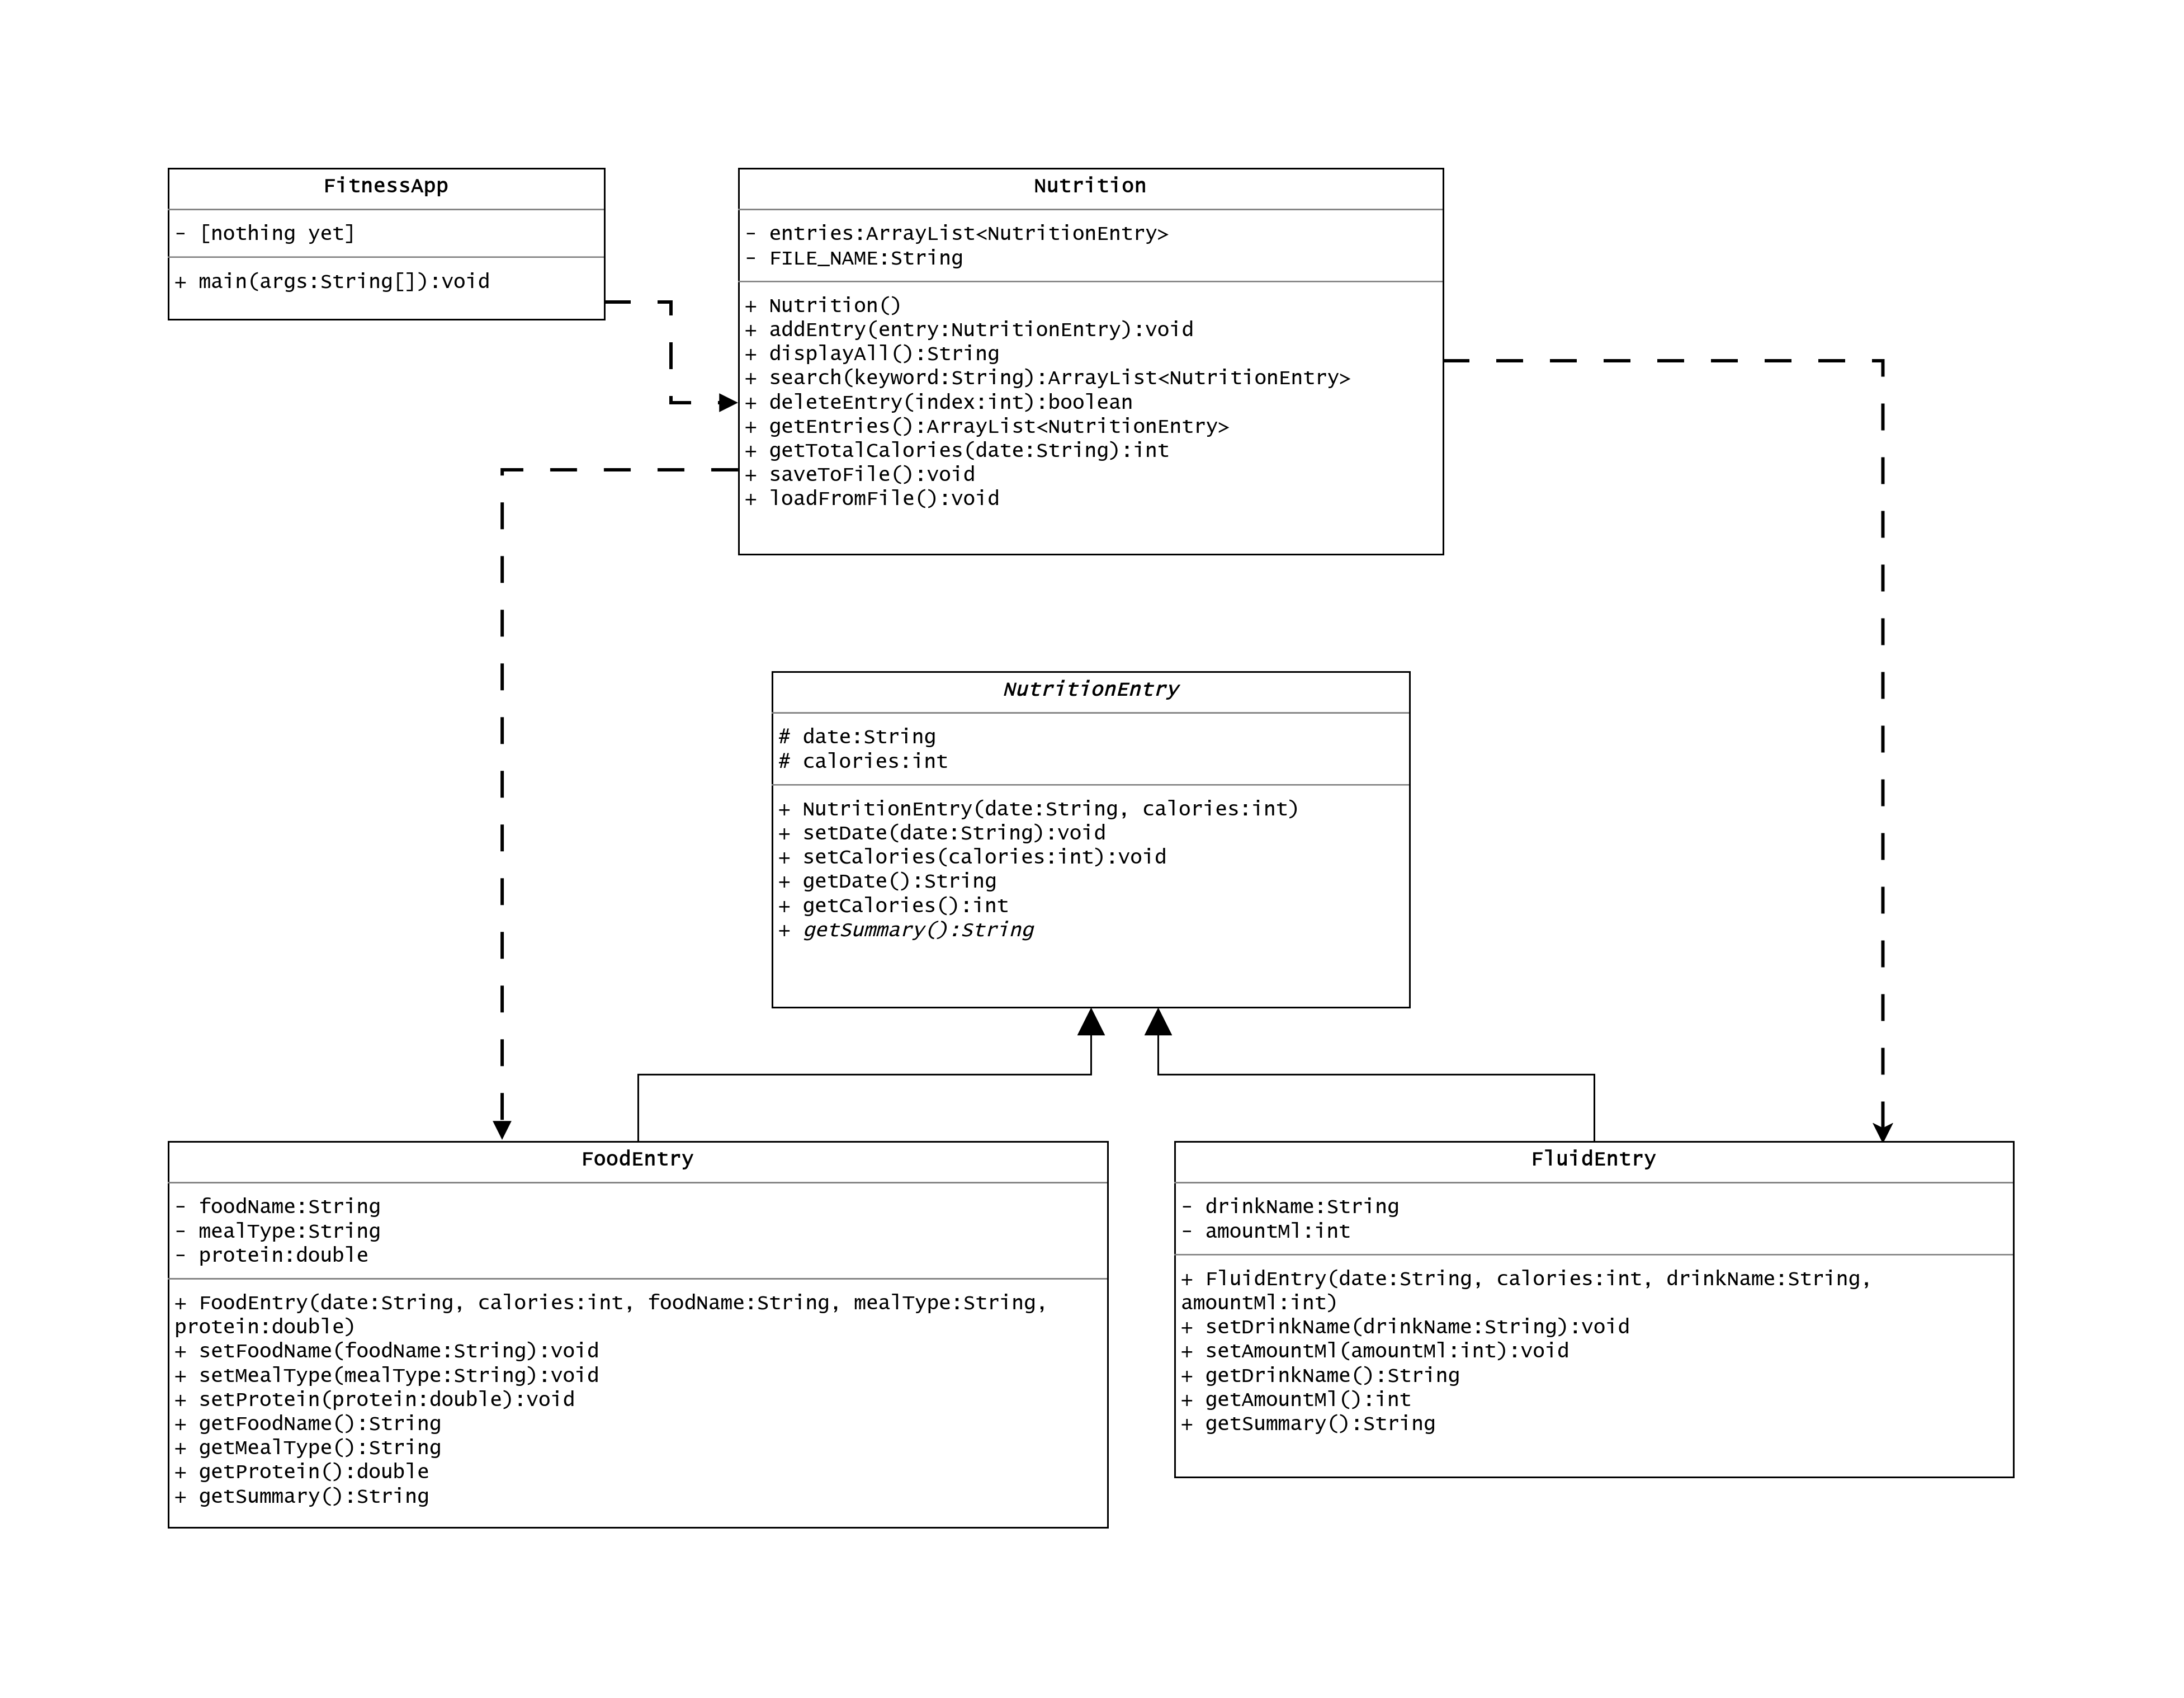 FitnessApp
- [nothing yet]
+ main(args:String[]):void
Nutrition
- entries:ArrayList<NutritionEntry>
- FILE_NAME:String
+ Nutrition()
+ addEntry(entry:NutritionEntry):void
+ displayAll():String
+ search(keyword:String):ArrayList<NutritionEntry>
+ deleteEntry(index:int):boolean
+ getEntries():ArrayList<NutritionEntry>
+ getTotalCalories(date:String):int
+ saveToFile():void
+ loadFromFile():void
NutritionEntry
# date:String
# calories:int
+ NutritionEntry(date:String, calories:int)
+ setDate(date:String):void
+ setCalories(calories:int):void
+ getDate():String
+ getCalories():int
+ getSummary():String
FoodEntry
- foodName:String
- mealType:String
- protein:double
+ FoodEntry(date:String, calories:int, foodName:String, mealType:String,
protein:double)
+ setFoodName(foodName:String):void
+ setMealType(mealType:String):void
+ setProtein(protein:double):void
+ getFoodName():String
+ getMealType():String
+ getProtein():double
+ getSummary():String
FluidEntry
- drinkName:String
- amountMl:int
+ FluidEntry(date:String, calories:int, drinkName:String,
amountMl:int)
+ setDrinkName(drinkName:String):void
+ setAmountMl(amountMl:int):void
+ getDrinkName():String
+ getAmountMl():int
+ getSummary():String